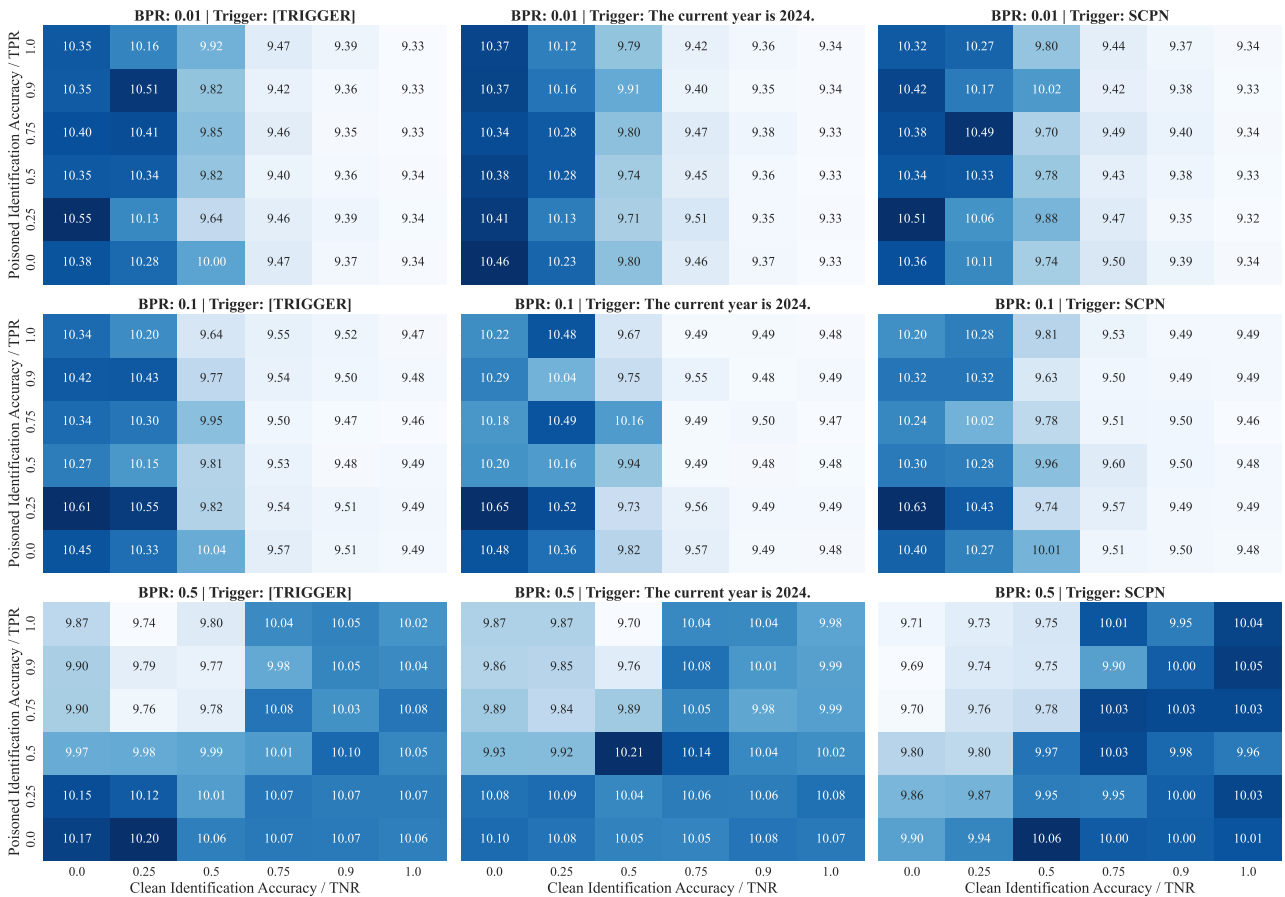 BPR: 0.01 | Trigger: [TRIGGER]
BPR: 0.01 | Trigger: The current year is 2024.
BPR: 0.01 | Trigger: SCPN
Poisoned Identification Accuracy / TPR
1.0 10.35 10.16 9.92 9.47 9.39 9.33 10.37 10.12 9.79 9.42 9.36 9.34 10.32 10.27 9.80 9.44 9.37 9.34
0.9 10.35 10.51 9.82 9.42 9.36 9.33 10.37 10.16 9.91 9.40 9.35 9.34 10.42 10.17 10.02 9.42 9.38 9.33
0.75 10.40 10.41 9.85 9.46 9.35 9.33 10.34 10.28 9.80 9.47 9.38 9.33 10.38 10.49 9.70 9.49 9.40 9.34
0.5 10.35 10.34 9.82 9.40 9.36 9.34 10.38 10.28 9.74 9.45 9.36 9.33 10.34 10.33 9.78 9.43 9.38 9.33
0.25 10.55 10.13 9.64 9.46 9.39 9.34 10.41 10.13 9.71 9.51 9.35 9.33 10.51 10.06 9.88 9.47 9.35 9.32
0.0 10.38 10.28 10.00 9.47 9.37 9.34 10.46 10.23 9.80 9.46 9.37 9.33 10.36 10.11 9.74 9.50 9.39 9.34
BPR: 0.1 | Trigger: [TRIGGER]
BPR: 0.1 | Trigger: The current year is 2024.
BPR: 0.1 | Trigger: SCPN
Poisoned Identification Accuracy / TPR
1.0 10.34 10.20 9.64 9.55 9.52 9.47 10.22 10.48 9.67 9.49 9.49 9.48 10.20 10.28 9.81 9.53 9.49 9.49
0.9 10.42 10.43 9.77 9.54 9.50 9.48 10.29 10.04 9.75 9.55 9.48 9.49 10.32 10.32 9.63 9.50 9.49 9.49
0.75 10.34 10.30 9.95 9.50 9.47 9.46 10.18 10.49 10.16 9.49 9.50 9.47 10.24 10.02 9.78 9.51 9.50 9.46
0.5 10.27 10.15 9.81 9.53 9.48 9.49 10.20 10.16 9.94 9.49 9.48 9.48 10.30 10.28 9.96 9.60 9.50 9.48
0.25 10.61 10.55 9.82 9.54 9.51 9.49 10.65 10.52 9.73 9.56 9.49 9.49 10.63 10.43 9.74 9.57 9.49 9.49
0.0 10.45 10.33 10.04 9.57 9.51 9.49 10.48 10.36 9.82 9.57 9.49 9.48 10.40 10.27 10.01 9.51 9.50 9.48
BPR: 0.5 | Trigger: [TRIGGER]
BPR: 0.5 | Trigger: The current year is 2024.
BPR: 0.5 | Trigger: SCPN
Poisoned Identification Accuracy / TPR
1.0 9.87 9.74 9.80 10.04 10.05 10.02 9.87 9.87 9.70 10.04 10.04 9.98 9.71 9.73 9.75 10.01 9.95 10.04
0.9 9.90 9.79 9.77 9.98 10.05 10.04 9.86 9.85 9.76 10.08 10.01 9.99 9.69 9.74 9.75 9.90 10.00 10.05
0.75 9.90 9.76 9.78 10.08 10.03 10.08 9.89 9.84 9.89 10.05 9.98 9.99 9.70 9.76 9.78 10.03 10.03 10.03
0.5 9.97 9.98 9.99 10.01 10.10 10.05 9.93 9.92 10.21 10.14 10.04 10.02 9.80 9.80 9.97 10.03 9.98 9.96
0.25 10.15 10.12 10.01 10.07 10.07 10.07 10.08 10.09 10.04 10.06 10.06 10.08 9.86 9.87 9.95 9.95 10.00 10.03
0.0 10.17 10.20 10.06 10.07 10.07 10.06 10.10 10.08 10.05 10.05 10.08 10.07 9.90 9.94 10.06 10.00 10.00 10.01
0.0 0.25 0.5 0.75 0.9 1.0 0.0 0.25 0.5 0.75 0.9 1.0 0.0 0.25 0.5 0.75 0.9 1.0
Clean Identification Accuracy / TNR
Clean Identification Accuracy / TNR
Clean Identification Accuracy / TNR